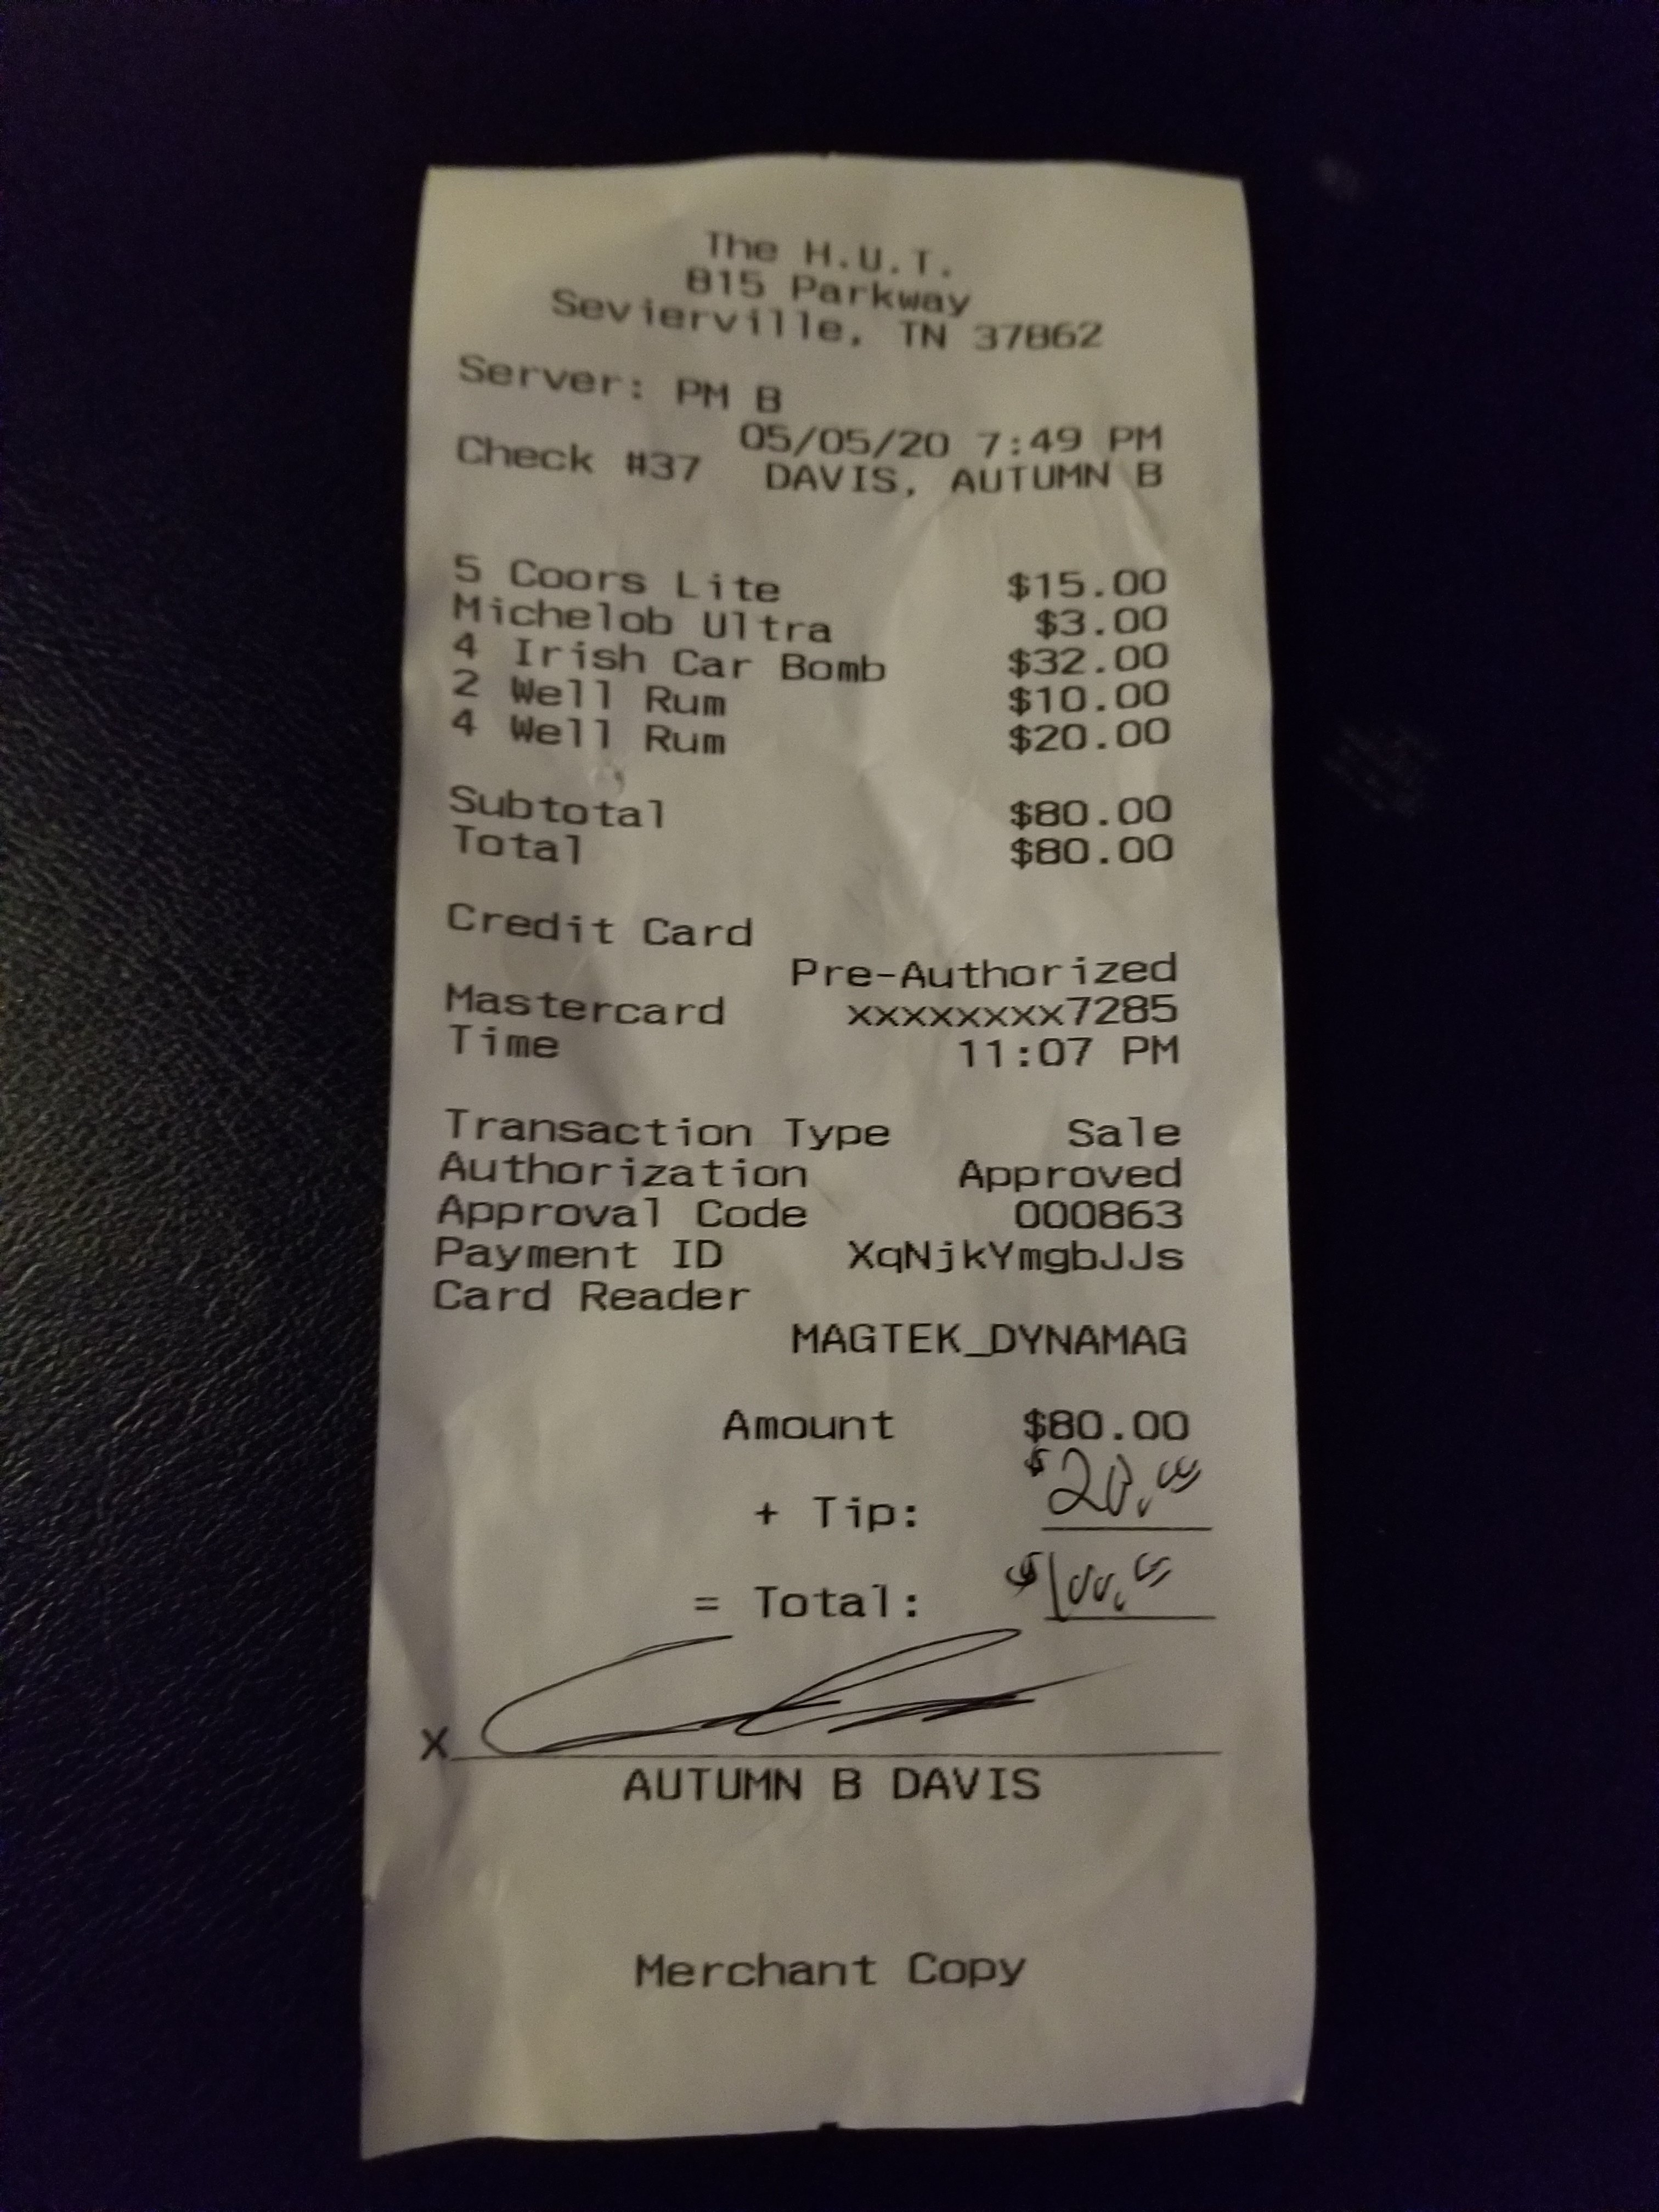 The H.U.T.
815 Parkway
Sevierville, TN 37862
Server: PM B
05/05/20 7:49 PM
Check #37 DAVIS, AUTUMN B
5 Coors Lite $15.00
Michelob Ultra $3.00
4 Irish Car Bomb $32.00
2 Well Rum $10.00
4 Well Rum $20.00
Subtotal $80.00
Total $80.00
Credit Card
Pre-Authorized
Mastercard xxxxxxxx7285
Time 11:07 PM
Transaction Type Sale
Authorization Approved
Approval Code 000863
Payment ID XqNjkYmgbJJs
Card Reader
MAGTEK_DYNAMAG
Amount $80.00
+ Tip: $20.00
= Total: $100.00
X
AUTUMN B DAVIS
Merchant Copy